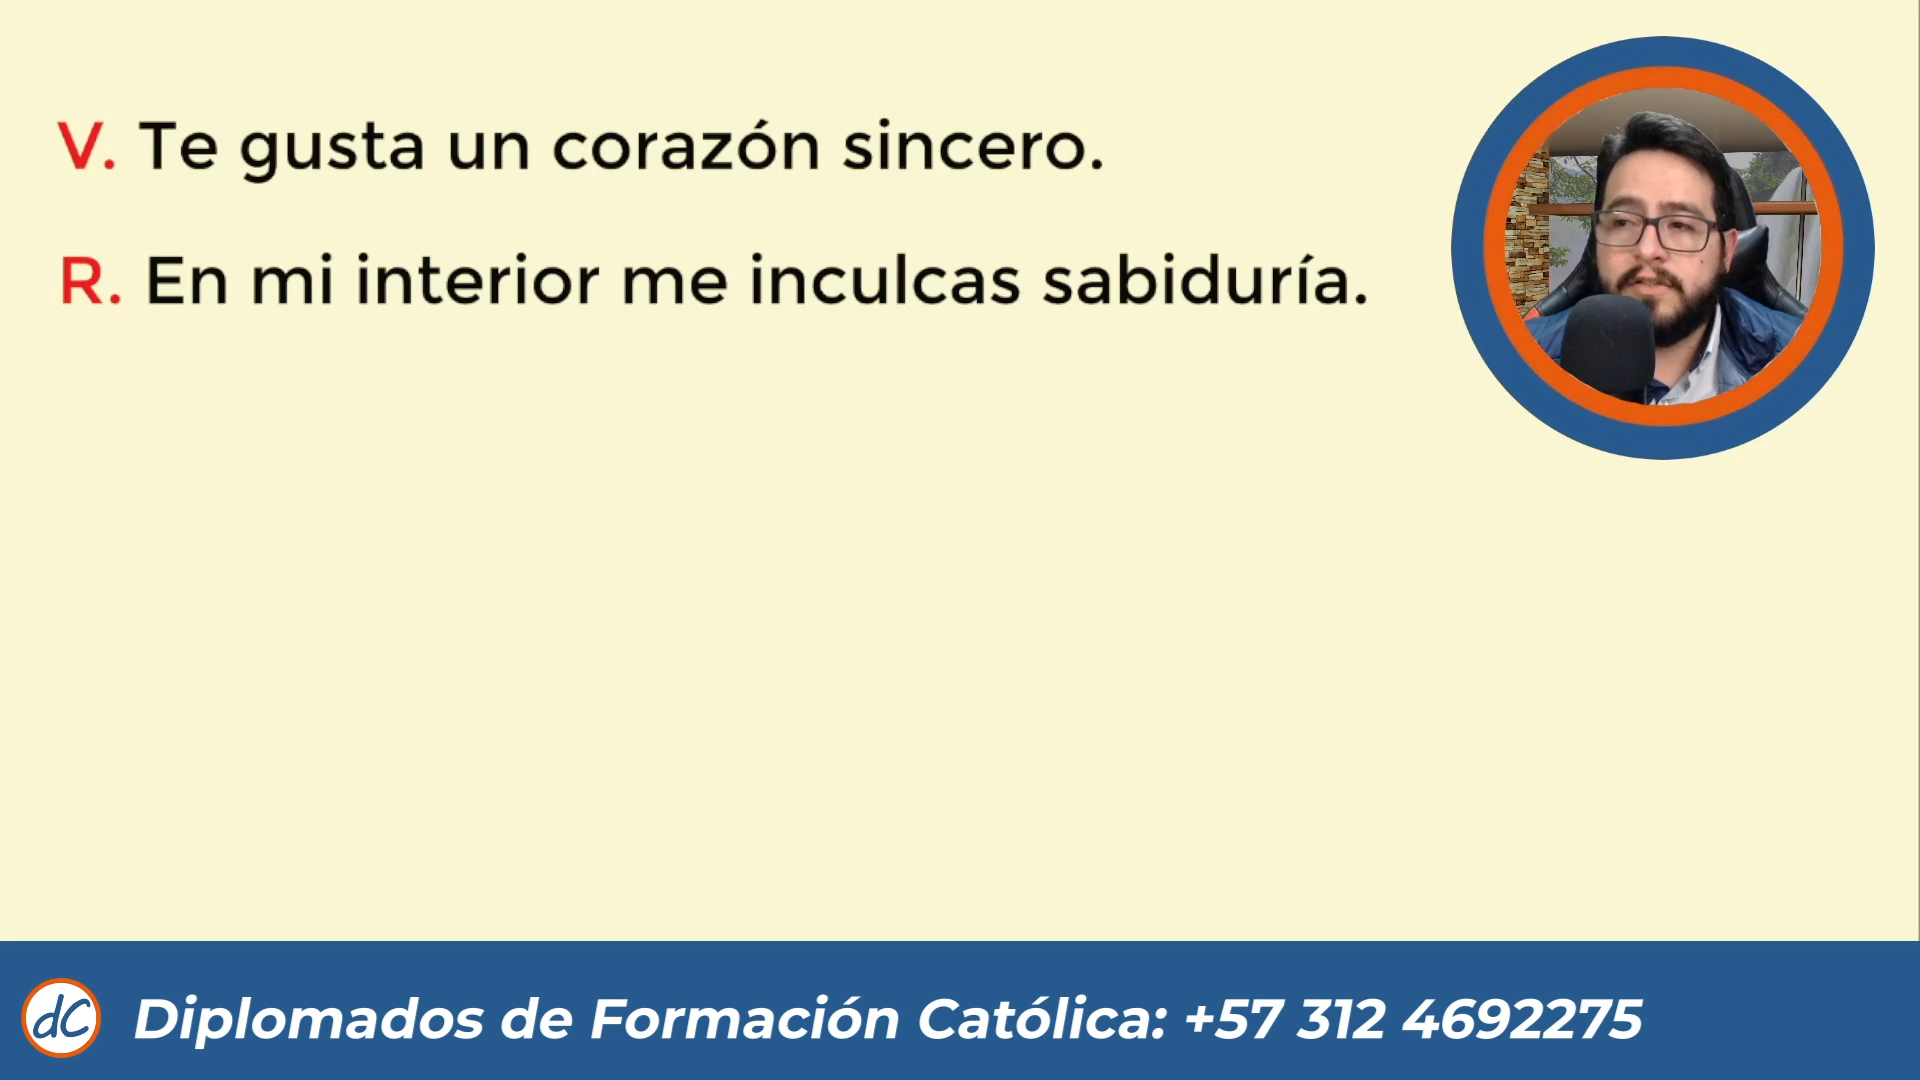 V. Te gusta un corazón sincero.
R. En mi interior me inculcas sabiduría.
dC Diplomados de Formación Católica: +57 312 4692275